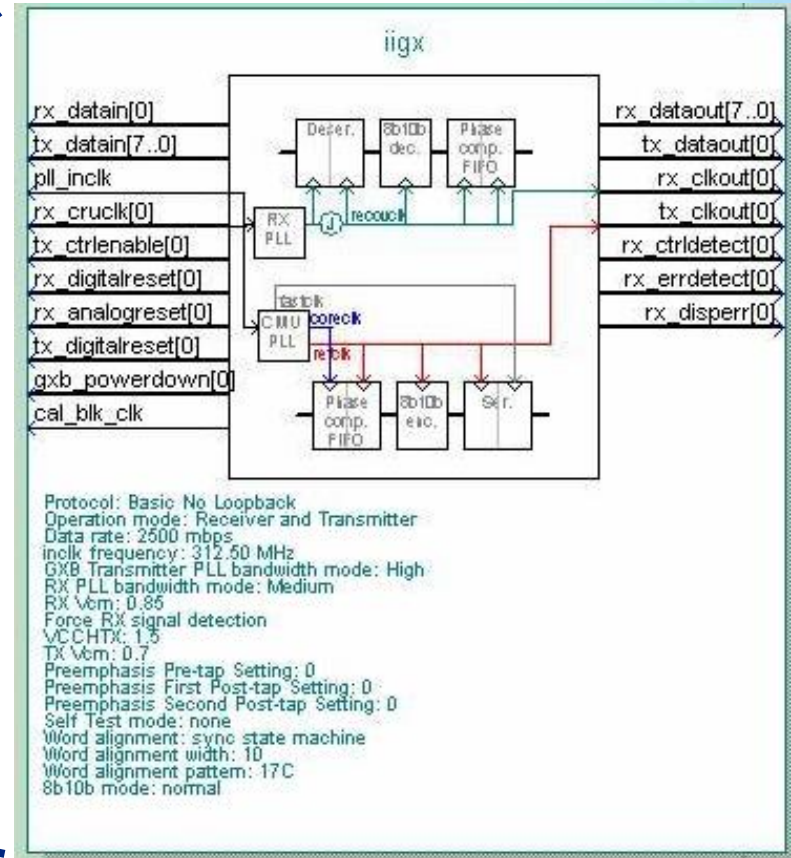 iigx
rx_datain[0]
tx_datain[7..0]
pll_inclk
rx_cruclk[0]
tx_ctrlenable[0]
rx_digitalreset[0]
rx_analogreset[0]
tx_digitalreset[0]
gxb_powerdown[0]
cal_blk_clk
Deser.
8b10b
dec.
Phase
comp.
FIFO
RX
PLL
recovclk
fastclk
CMU
PLL
coreclk
refclk
Phase
comp.
FIFO
8b10b
enc.
Ser.
rx_dataout[7..0]
tx_dataout[0]
rx_clkout[0]
tx_clkout[0]
rx_ctrldetect[0]
rx_errdetect[0]
rx_disperr[0]
Protocol: Basic No Loopback
Operation mode: Receiver and Transmitter
Data rate: 2500 mbps
inclk frequency: 312.50 MHz
GXB Transmitter PLL bandwidth mode: High
RX PLL bandwidth mode: Medium
RX Vcm: 0.85
Force RX signal detection
VCCHTX: 1.5
TX Vcm: 0.7
Preemphasis Pre-tap Setting: 0
Preemphasis First Post-tap Setting: 0
Preemphasis Second Post-tap Setting: 0
Self Test mode: none
Word alignment: sync state machine
Word alignment width: 10
Word alignment pattern: 17C
8b10b mode: normal